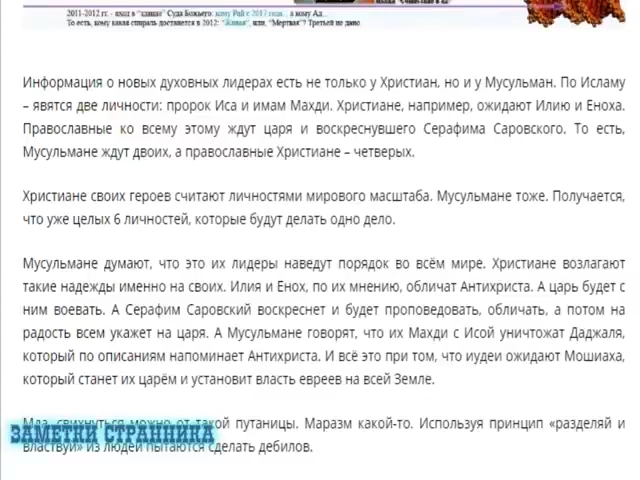 2011-2012 гг. - вход в "здание" Суда Божьего: кому Рай с 2013 года, а кому Ад...
То есть, кому какая спираль достанется в 2012: "Живая", или, "Мертвая"? Третьей не дано.
Информация о новых духовных лидерах есть не только у Христиан, но и у Мусульман. По Исламу
– явятся две личности: пророк Иса и имам Махди. Христиане, например, ожидают Илию и Еноха.
Православные ко всему этому ждут царя и воскреснувшего Серафима Саровского. То есть,
Мусульмане ждут двоих, а православные Христиане – четверых.
Христиане своих героев считают личностями мирового масштаба. Мусульмане тоже. Получается,
что уже целых 6 личностей, которые будут делать одно дело.
Мусульмане думают, что это их лидеры наведут порядок во всём мире. Христиане возлагают
такие надежды именно на своих. Илия и Енох, по их мнению, обличат Антихриста. А царь будет с
ним воевать. А Серафим Саровский воскреснет и будет проповедовать, обличать, а потом на
радость всем укажет на царя. А Мусульмане говорят, что их Махди с Исой уничтожат Даджаля,
который по описаниям напоминает Антихриста. И всё это при том, что иудеи ожидают Мошиаха,
который станет их царём и установит власть евреев на всей Земле.
Мда, свихнуться можно от такой путаницы. Маразм какой-то. Используя принцип «разделяй и
властвуй» из людей пытаются сделать дебилов.
ЗАМЕТКИ СТРАННИКА